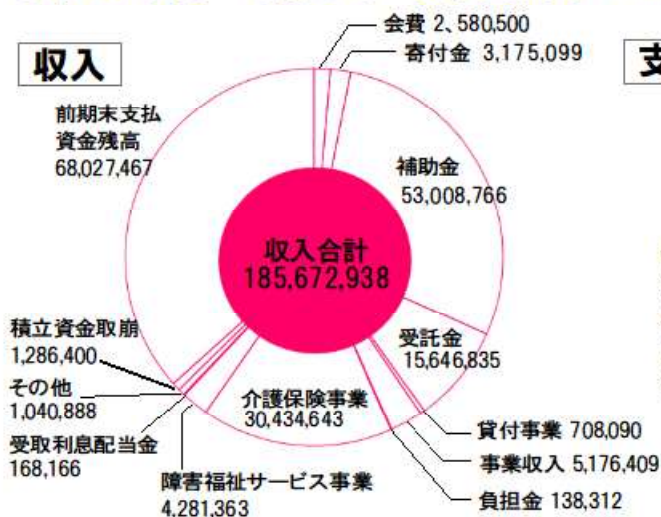 収入
会費 2、580,500
寄付金 3,175,099
前期末支払
資金残高
68,027,467
補助金
53,008,766
収入合計
185,672,938
受託金
15,646,835
積立資金取崩
1,286,400
その他
1,040,888
受取利息配当金
168,166
障害福祉サービス事業
4,281,363
介護保険事業
30,434,643
貸付事業 708,090
事業収入 5,176,409
負担金 138,312
支